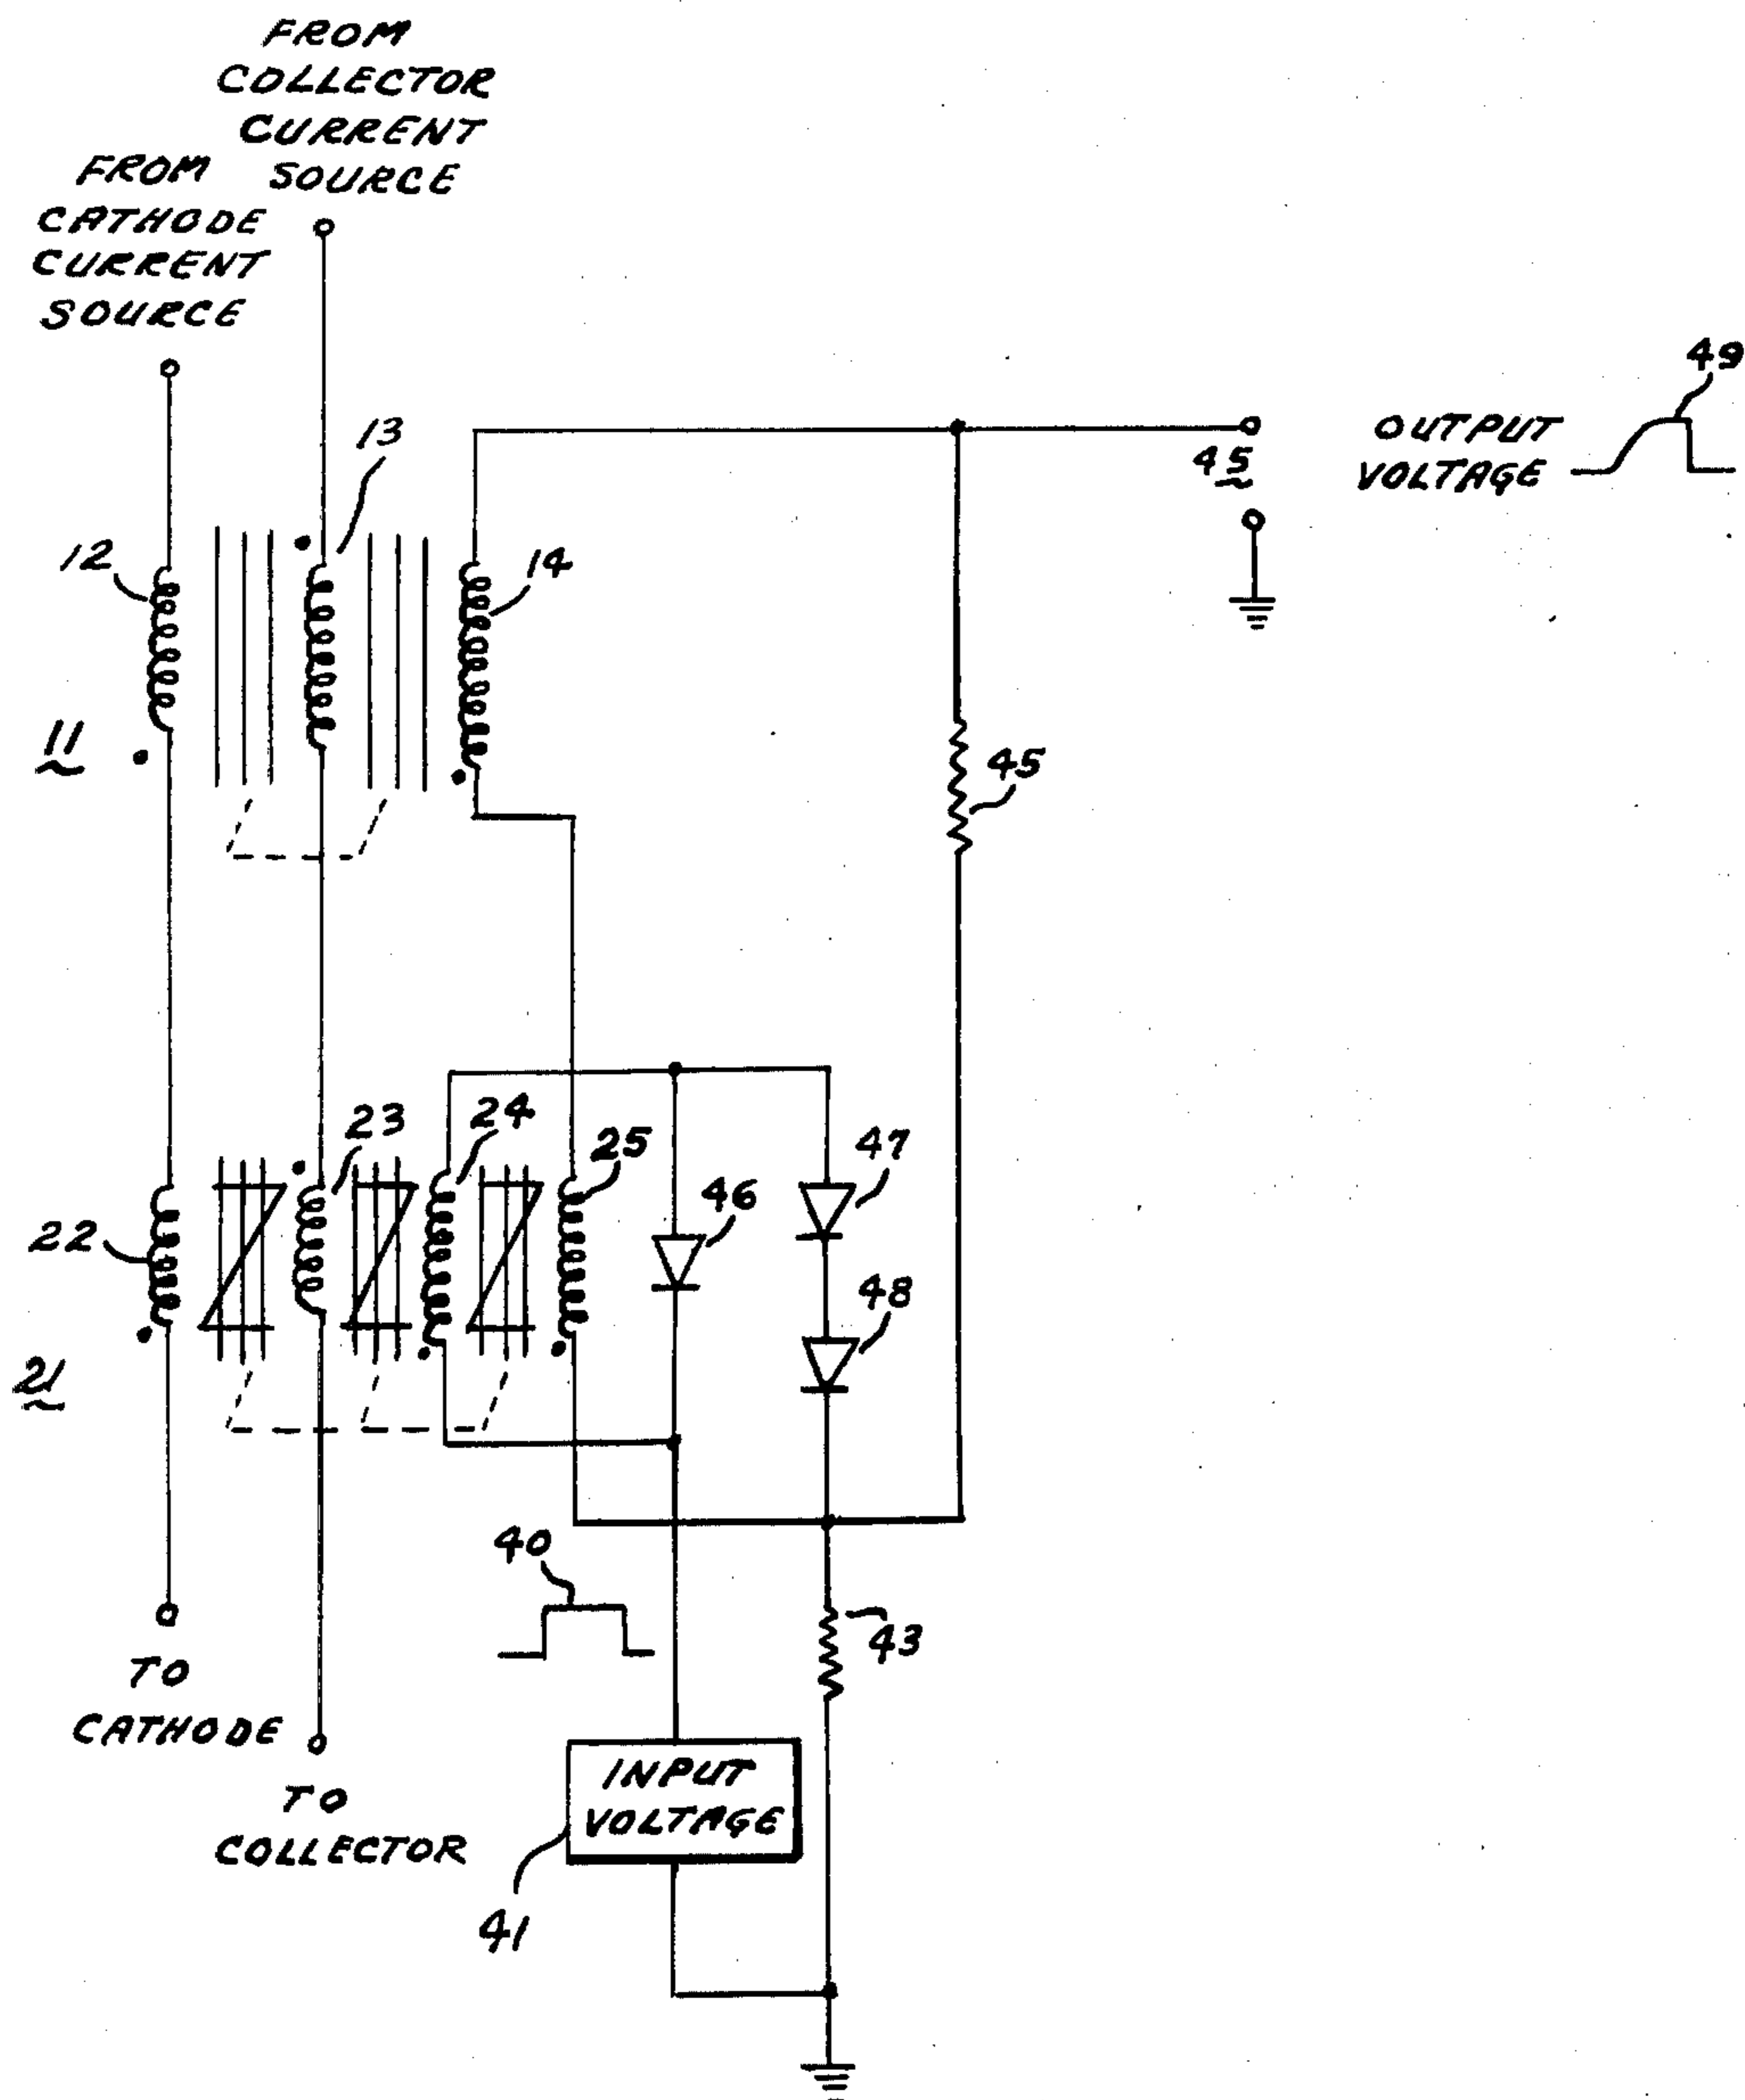 FROM
COLLECTOR
CURRENT
SOURCE
FROM
CATHODE
CURRENT
SOURCE
49
OUTPUT
VOLTAGE
45
13
12
14
11
45
23
24
25
46
47
22
48
21
40
43
TO
CATHODE
INPUT
VOLTAGE
TO
COLLECTOR
41